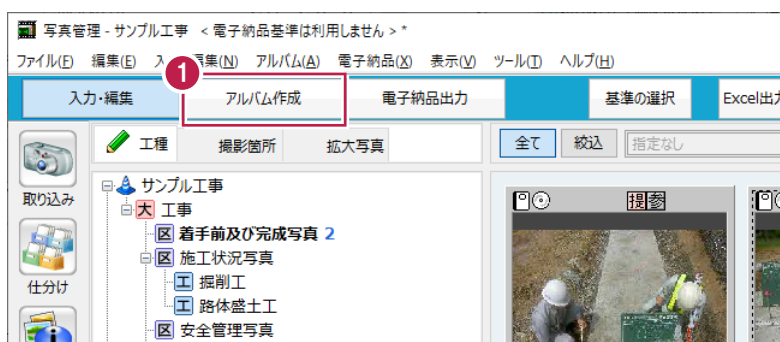 写真管理 - サンプル工事 < 電子納品基準は利用しません > *
ファイル(F) 編集(E) 入 編集(N) アルバム(A) 電子納品(X) 表示(V) ツール(T) ヘルプ(H)
1
入力・編集 アルバム作成 電子納品出力 基準の選択 Excel出力
工種 撮影箇所 拡大写真 全て 絞込 指定なし
取り込み
仕分け
サンプル工事
大 工事
区 着手前及び完成写真 2
区 施工状況写真
工 掘削工
工 路体盛土工
区 安全管理写真
提 参